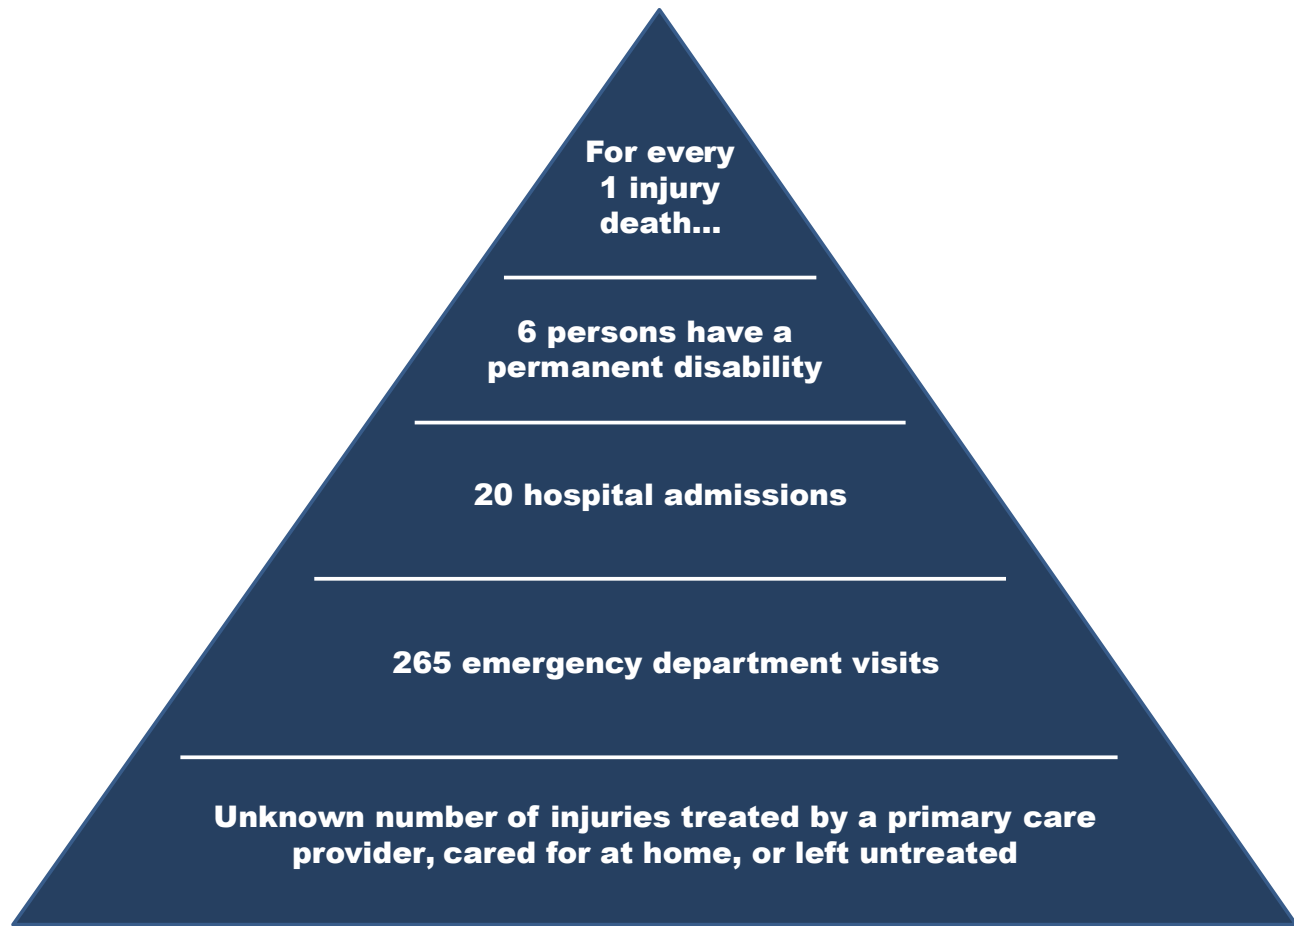 For every
1 injury
death...
6 persons have a
permanent disability
20 hospital admissions
265 emergency department visits
Unknown number of injuries treated by a primary care
provider, cared for at home, or left untreated